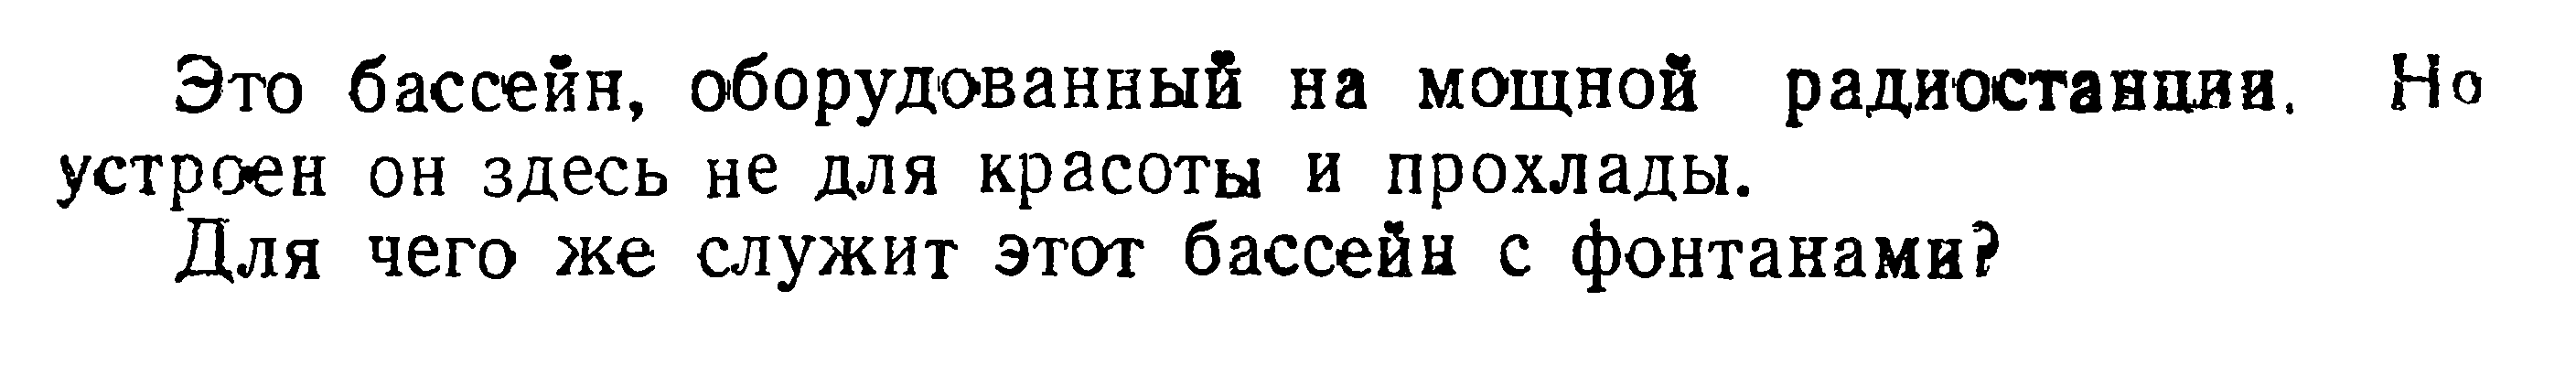 Это бассейн, оборудованный на мощной радиостанции. Но
устроен он здесь не для красоты и прохлады.
Для чего же служит этот бассейн с фонтанами?